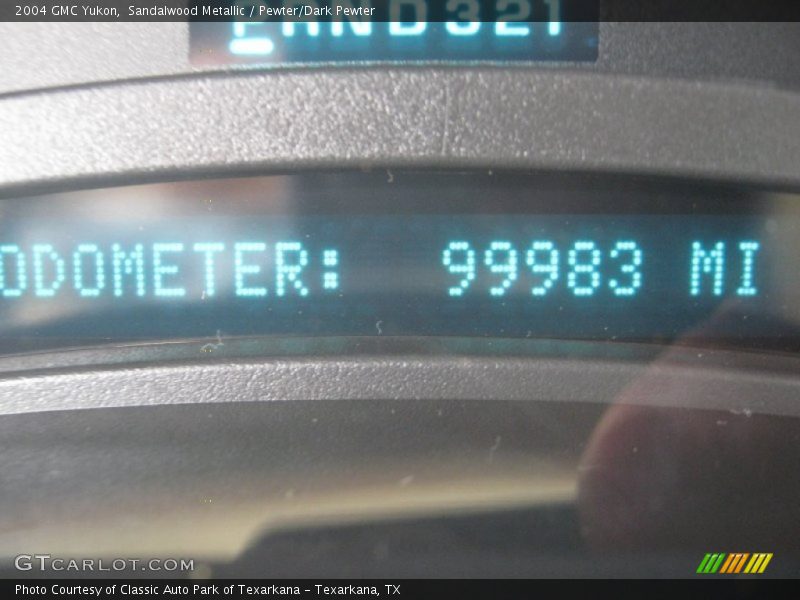 2004 GMC Yukon, Sandalwood Metallic / Pewter/Dark Pewter
PRND321
ODOMETER: 99983 MI
GTCARLOT.COM
Photo Courtesy of Classic Auto Park of Texarkana - Texarkana, TX